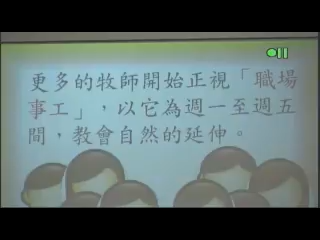 更多的牧師開始正視「職場
事工」，以它為週一至週五
間，教會自然的延伸。